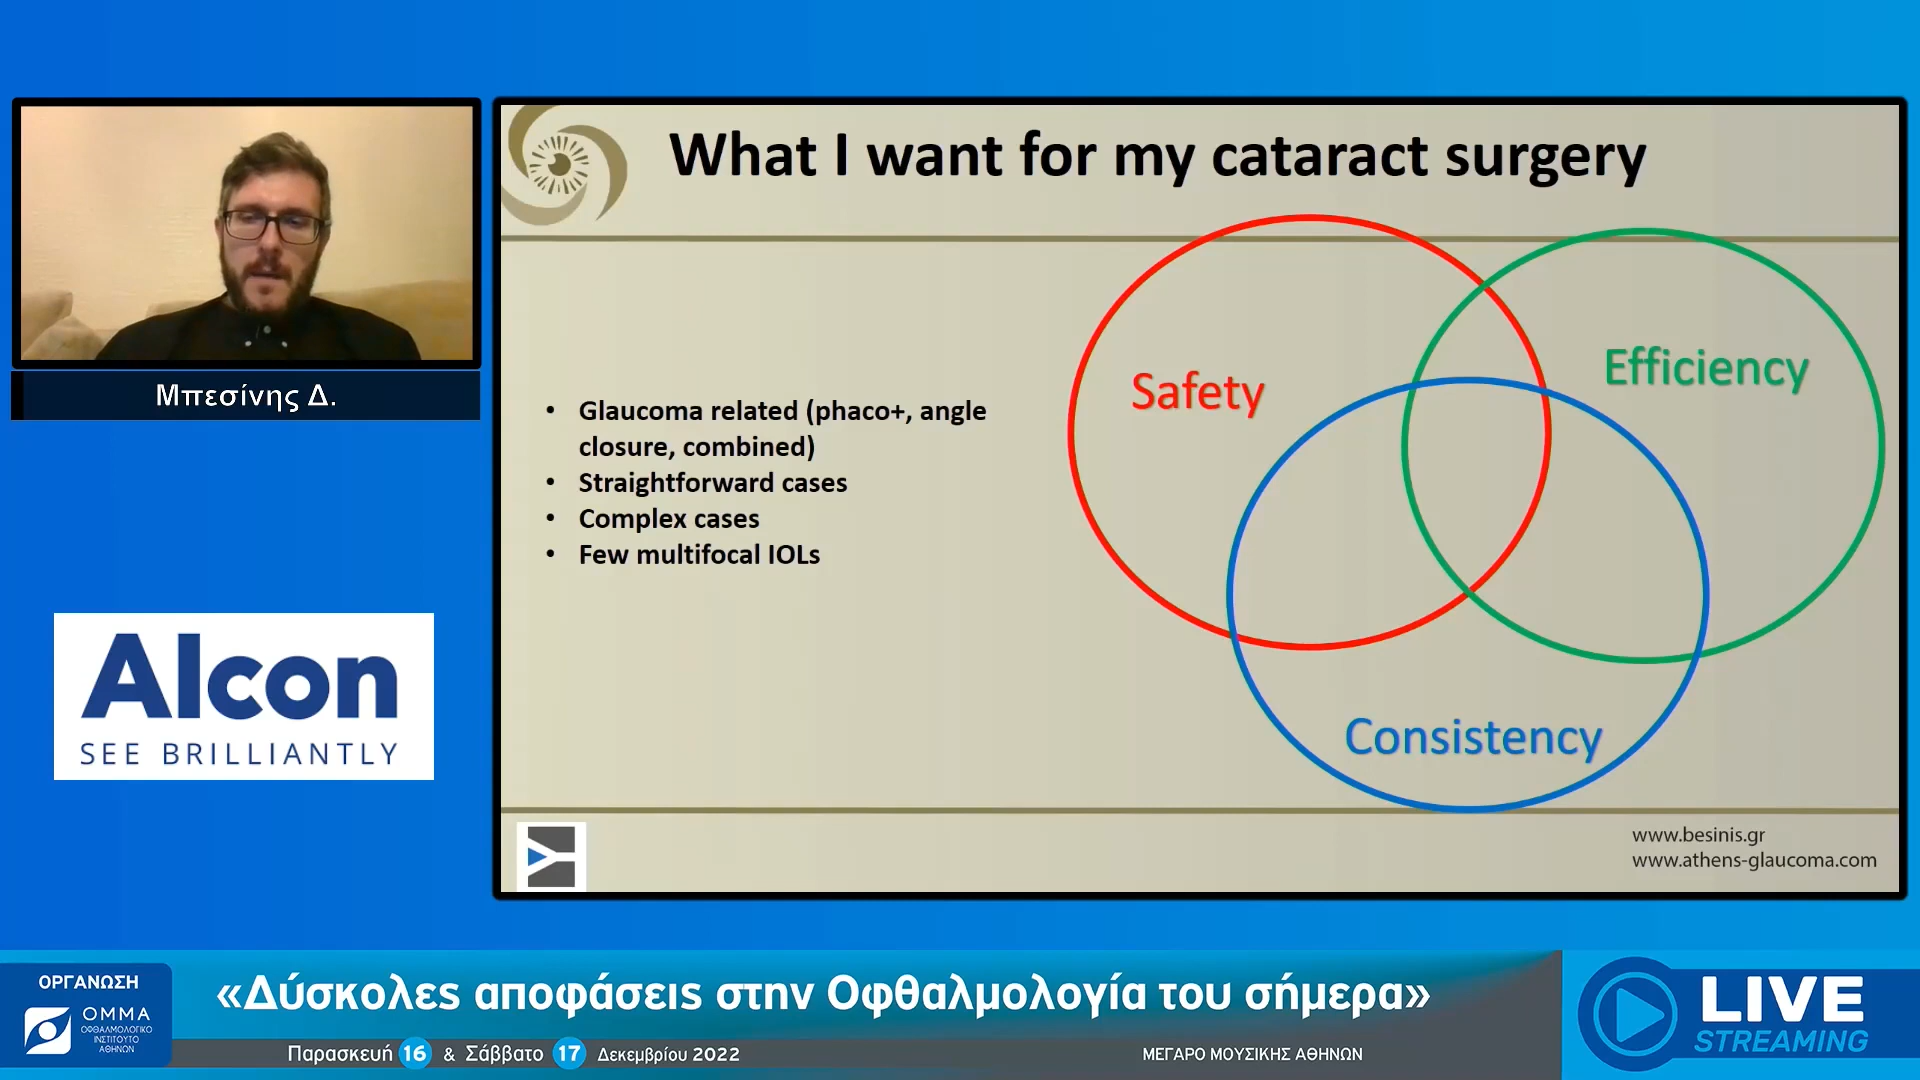 What I want for my cataract surgery
Μπεσίνης Δ.
• Glaucoma related (phaco+, angle
closure, combined)
• Straightforward cases
• Complex cases
• Few multifocal IOLs
Safety
Efficiency
Consistency
Alcon
SEE BRILLIANTLY
www.besinis.gr
www.athens-glaucoma.com
ΟΡΓΑΝΩΣΗ
ΟΜΜΑ
ΟΦΘΑΛΜΟΛΟΓΙΚΟ
ΙΝΣΤΙΤΟΥΤΟ
ΑΘΗΝΩΝ
«Δύσκολες αποφάσεις στην Οφθαλμολογία του σήμερα»
Παρασκευή 16 & Σάββατο 17 Δεκεμβρίου 2022
ΜΕΓΑΡΟ ΜΟΥΣΙΚΗΣ ΑΘΗΝΩΝ
LIVE
STREAMING